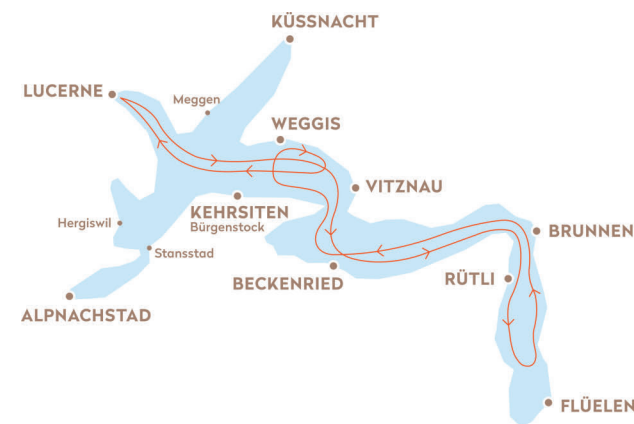 KÜSSNACHT
LUCERNE
Meggen
WEGGIS
VITZNAU
KEHRSITEN
Bürgenstock
Hergiswil
BRUNNEN
Stansstad
RÜTLI
BECKENRIED
ALPNACHSTAD
FLÜELEN